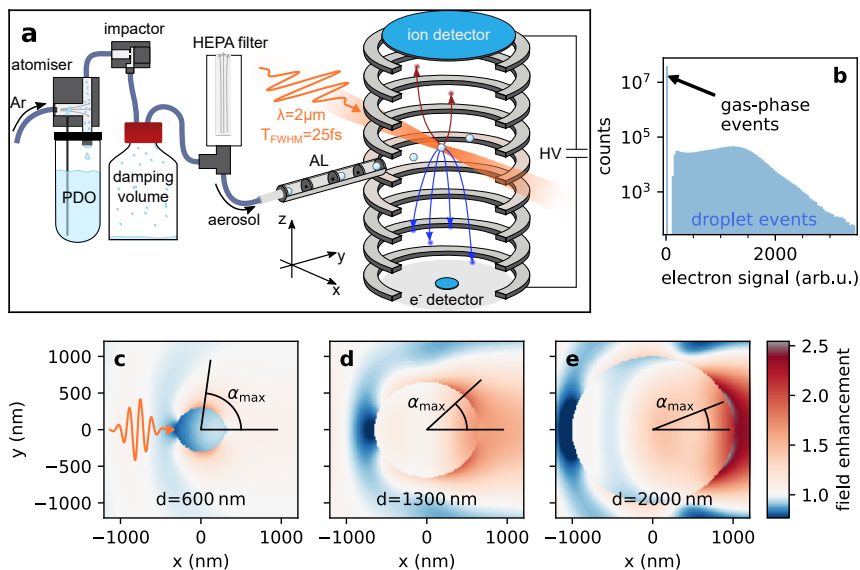 a
impactor
HEPA filter
ion detector
atomiser
Ar
λ=2μm
T_FWHM=25fs
AL
HV
PDO
damping
volume
aerosol
z
y
x
e⁻ detector
b
10⁷
10⁵
10³
counts
gas-phase
events
droplet events
0
2000
electron signal (arb.u.)
c
d
e
1000
500
0
−500
−1000
y (nm)
α_max
α_max
α_max
d=600 nm
d=1300 nm
d=2000 nm
−1000
0
1000
−1000
0
1000
−1000
0
1000
x (nm)
x (nm)
x (nm)
2.5
2.0
1.5
1.0
field enhancement